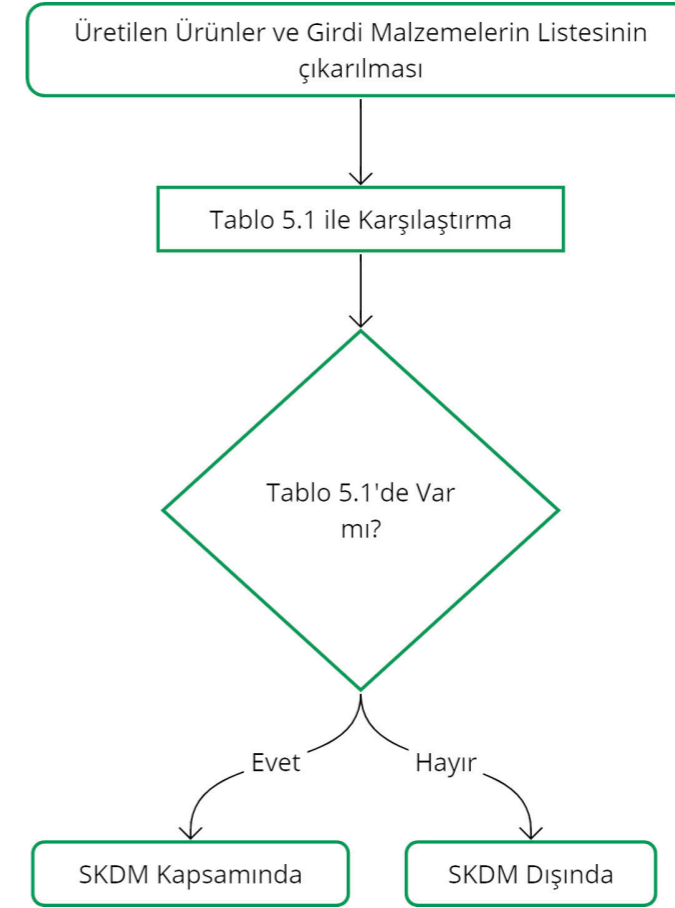 Üretilen Ürünler ve Girdi Malzemelerin Listesinin
çıkarılması
Tablo 5.1 ile Karşılaştırma
Tablo 5.1'de Var
mı?
Evet
Hayır
SKDM Kapsamında
SKDM Dışında